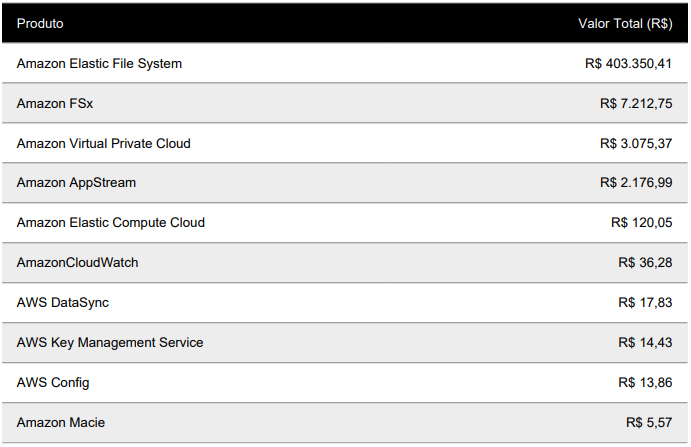 Produto Valor Total (R$)
Amazon Elastic File System R$ 403.350,41
Amazon FSx R$ 7.212,75
Amazon Virtual Private Cloud R$ 3.075,37
Amazon AppStream R$ 2.176,99
Amazon Elastic Compute Cloud R$ 120,05
AmazonCloudWatch R$ 36,28
AWS DataSync R$ 17,83
AWS Key Management Service R$ 14,43
AWS Config R$ 13,86
Amazon Macie R$ 5,57